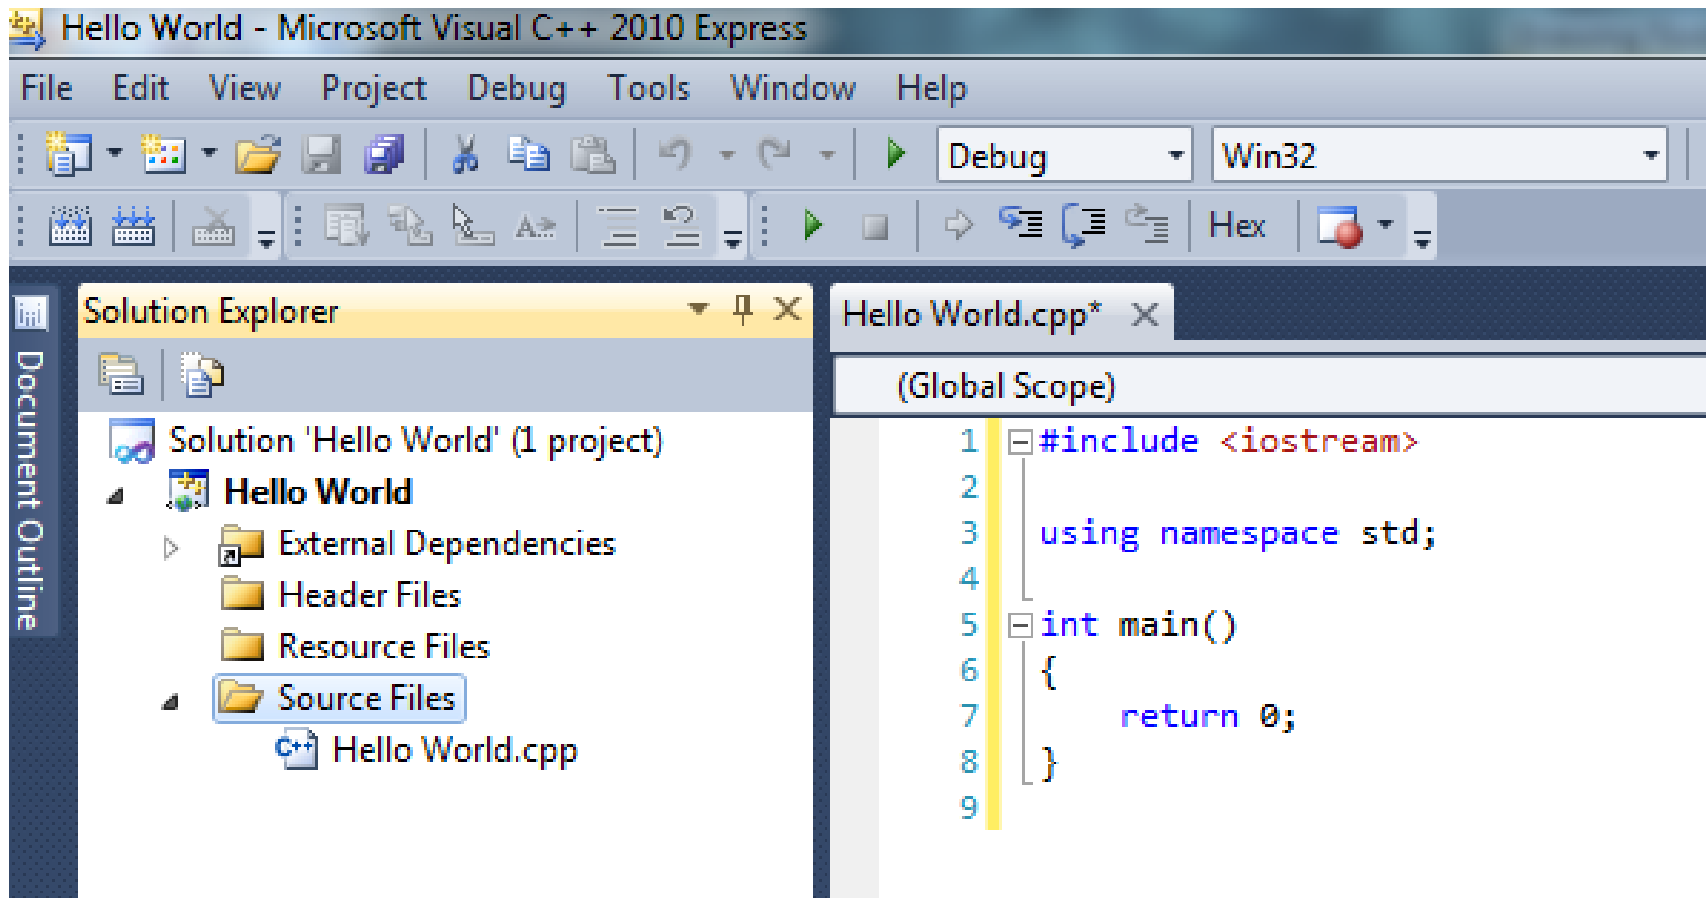 Hello World - Microsoft Visual C++ 2010 Express
File Edit View Project Debug Tools Window Help
Debug Win32
Hex
Document Outline
Solution Explorer
Solution 'Hello World' (1 project)
Hello World
External Dependencies
Header Files
Resource Files
Source Files
C++ Hello World.cpp
Hello World.cpp*
(Global Scope)
1 #include <iostream>
2
3 using namespace std;
4
5 int main()
6 {
7 return 0;
8 }
9